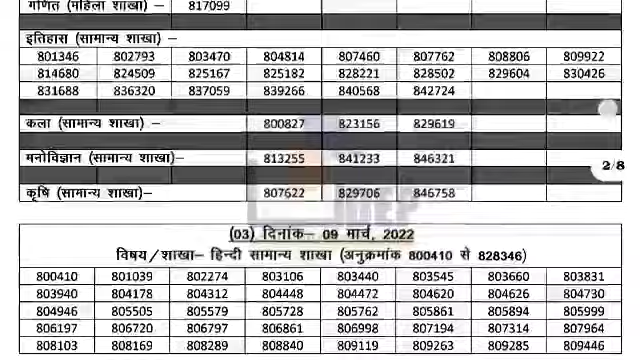 गणित (महिला शाखा) – 817099
इतिहास (सामान्य शाखा) –
801346 802793 803470 804814 807460 807762 808806 809922
814680 824509 825167 825182 828221 828502 829604 830426
831688 836320 837059 839266 840568 842724
कला (सामान्य शाखा) – 800827 823156 829619
मनोविज्ञान (सामान्य शाखा)– 813255 841233 846321
2/8
कृषि (सामान्य शाखा)– 807622 829706 846758
(03) दिनांक– 09 मार्च, 2022
विषय/शाखा– हिन्दी सामान्य शाखा (अनुक्रमांक 800410 से 828346)
800410 801039 802274 803106 803440 803545 803660 803831
803940 804178 804312 804448 804472 804620 804626 804730
804946 805505 805579 805728 805762 805861 805894 805999
806197 806720 806797 806861 806998 807194 807314 807964
808103 808169 808289 808840 809119 809263 809285 809446